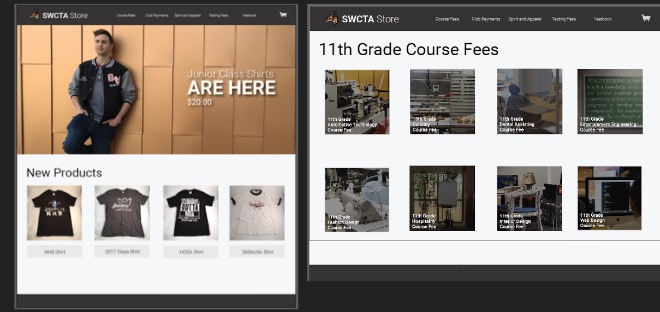 SWCTA Store
Course Fees Club Payments Spirit and Apparel Testing Fees Yearbook
Junior Class Shirts
ARE HERE
$20.00
New Products
NHS Shirt 2017 Class Shirt HOSA Shirt SkillsUSA Shirt
SWCTA Store
Course Fees Club Payments Spirit and Apparel Testing Fees Yearbook
11th Grade Course Fees
11th Grade
Automotive Technology
Course Fee
11th Grade
Culinary
Course Fee
11th Grade
Dental Assisting
Course Fee
11th Grade
Entertainment Engineering
Course Fee
11th Grade
Fashion Design
Course Fee
11th Grade
Hospitality
Course Fee
11th Grade
Interior Design
Course Fee
11th Grade
Web Design
Course Fee